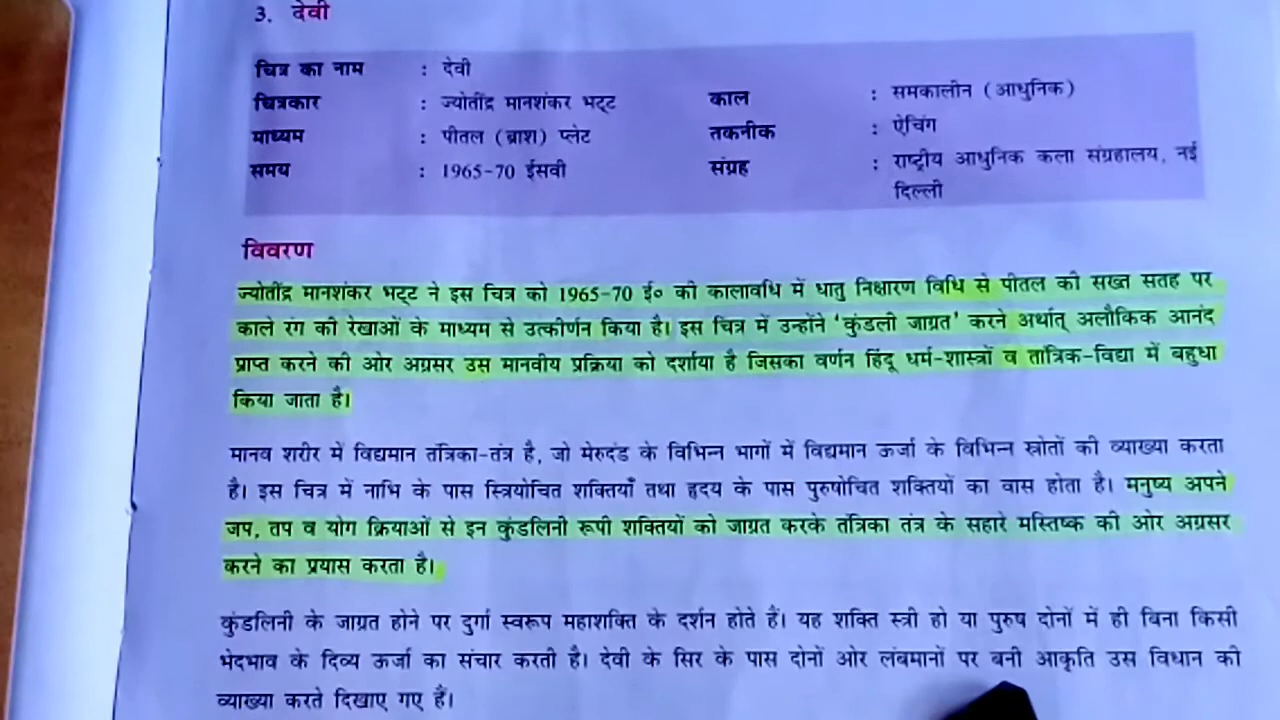 3. देवी
चित्र का नाम : देवी
चित्रकार : ज्योतींद्र मानशंकर भट्ट काल : समकालीन (आधुनिक)
माध्यम : पीतल (ब्राश) प्लेट तकनीक : ऐचिंग
समय : 1965-70 ईसवी संग्रह : राष्ट्रीय आधुनिक कला संग्रहालय, नई
दिल्ली
विवरण
ज्योतींद्र मानशंकर भट्ट ने इस चित्र को 1965-70 ई० की कालावधि में धातु निक्षारण विधि से पीतल की सख्त सतह पर
काले रंग की रेखाओं के माध्यम से उत्कीर्णन किया है। इस चित्र में उन्होंने 'कुंडली जाग्रत' करने अर्थात् अलौकिक आनंद
प्राप्त करने की ओर अग्रसर उस मानवीय प्रक्रिया को दर्शाया है जिसका वर्णन हिंदू धर्म-शास्त्रों व तांत्रिक-विद्या में बहुधा
किया जाता है।
मानव शरीर में विद्यमान तंत्रिका-तंत्र है, जो मेरुदंड के विभिन्न भागों में विद्यमान ऊर्जा के विभिन्न स्रोतों की व्याख्या करता
है। इस चित्र में नाभि के पास स्त्रियोचित शक्तियाँ तथा हृदय के पास पुरुषोचित शक्तियों का वास होता है। मनुष्य अपने
जप, तप व योग क्रियाओं से इन कुंडलिनी रूपी शक्तियों को जाग्रत करके तंत्रिका तंत्र के सहारे मस्तिष्क की ओर अग्रसर
करने का प्रयास करता है।
कुंडलिनी के जाग्रत होने पर दुर्गा स्वरूप महाशक्ति के दर्शन होते हैं। यह शक्ति स्त्री हो या पुरुष दोनों में ही बिना किसी
भेदभाव के दिव्य ऊर्जा का संचार करती है। देवी के सिर के पास दोनों ओर लंबमानों पर बनी आकृति उस विधान की
व्याख्या करते दिखाए गए हैं।